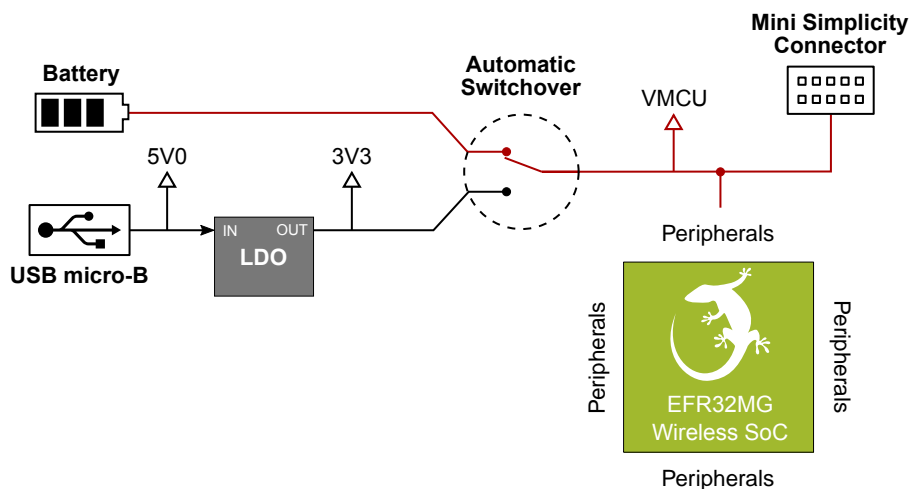 Mini Simplicity
Connector
Battery
Automatic
Switchover
VMCU
5V0
3V3
IN
OUT
LDO
USB micro-B
Peripherals
Peripherals
Peripherals
EFR32MG
Wireless SoC
Peripherals